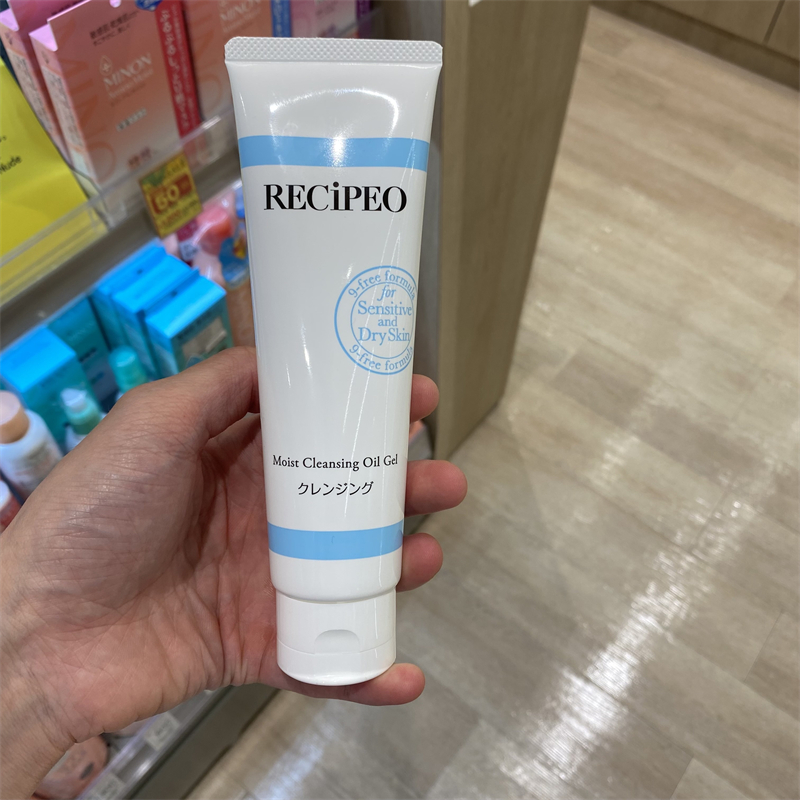 RECiPEO
9-free formula
for
Sensitive
and
Dry Skin
9-free formula
Moist Cleansing Oil Gel
クレンジング
MINON